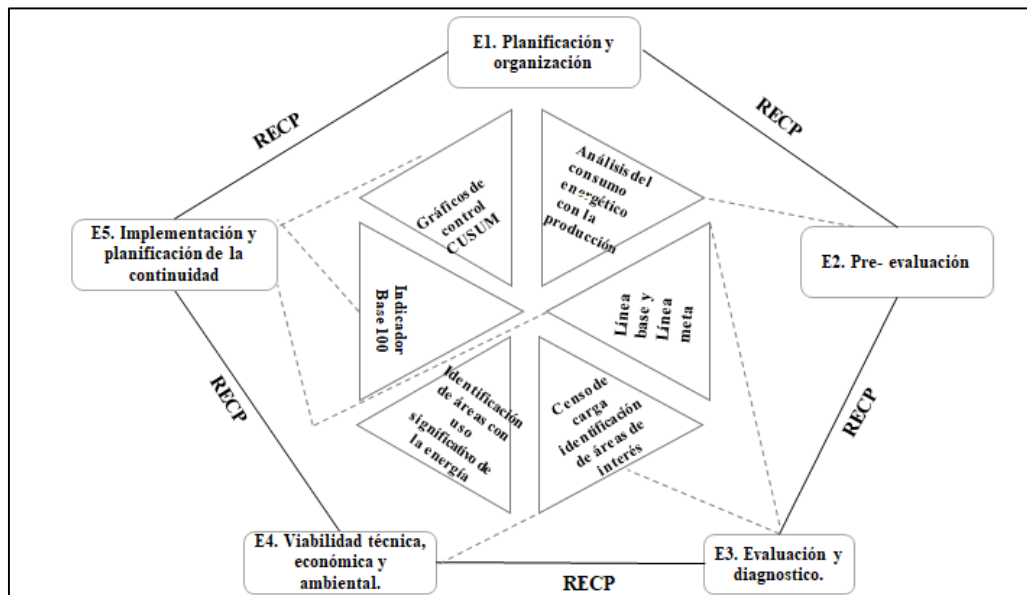 E1. Planificación y
organización
RECP
RECP
Gráficos de
control
CUSUM
Análisis del
consumo
energético
con la
producción
E5. Implementación y
planificación de la
continuidad
E2. Pre- evaluación
Indicador
Base 100
Línea
base y
Línea
meta
RECP
RECP
Identificación
de áreas con
uso
significativo de
la energía
Censo de
carga
identificación
de áreas de
interés
E4. Viabilidad técnica,
económica y
ambiental.
RECP
E3. Evaluación y
diagnostico.